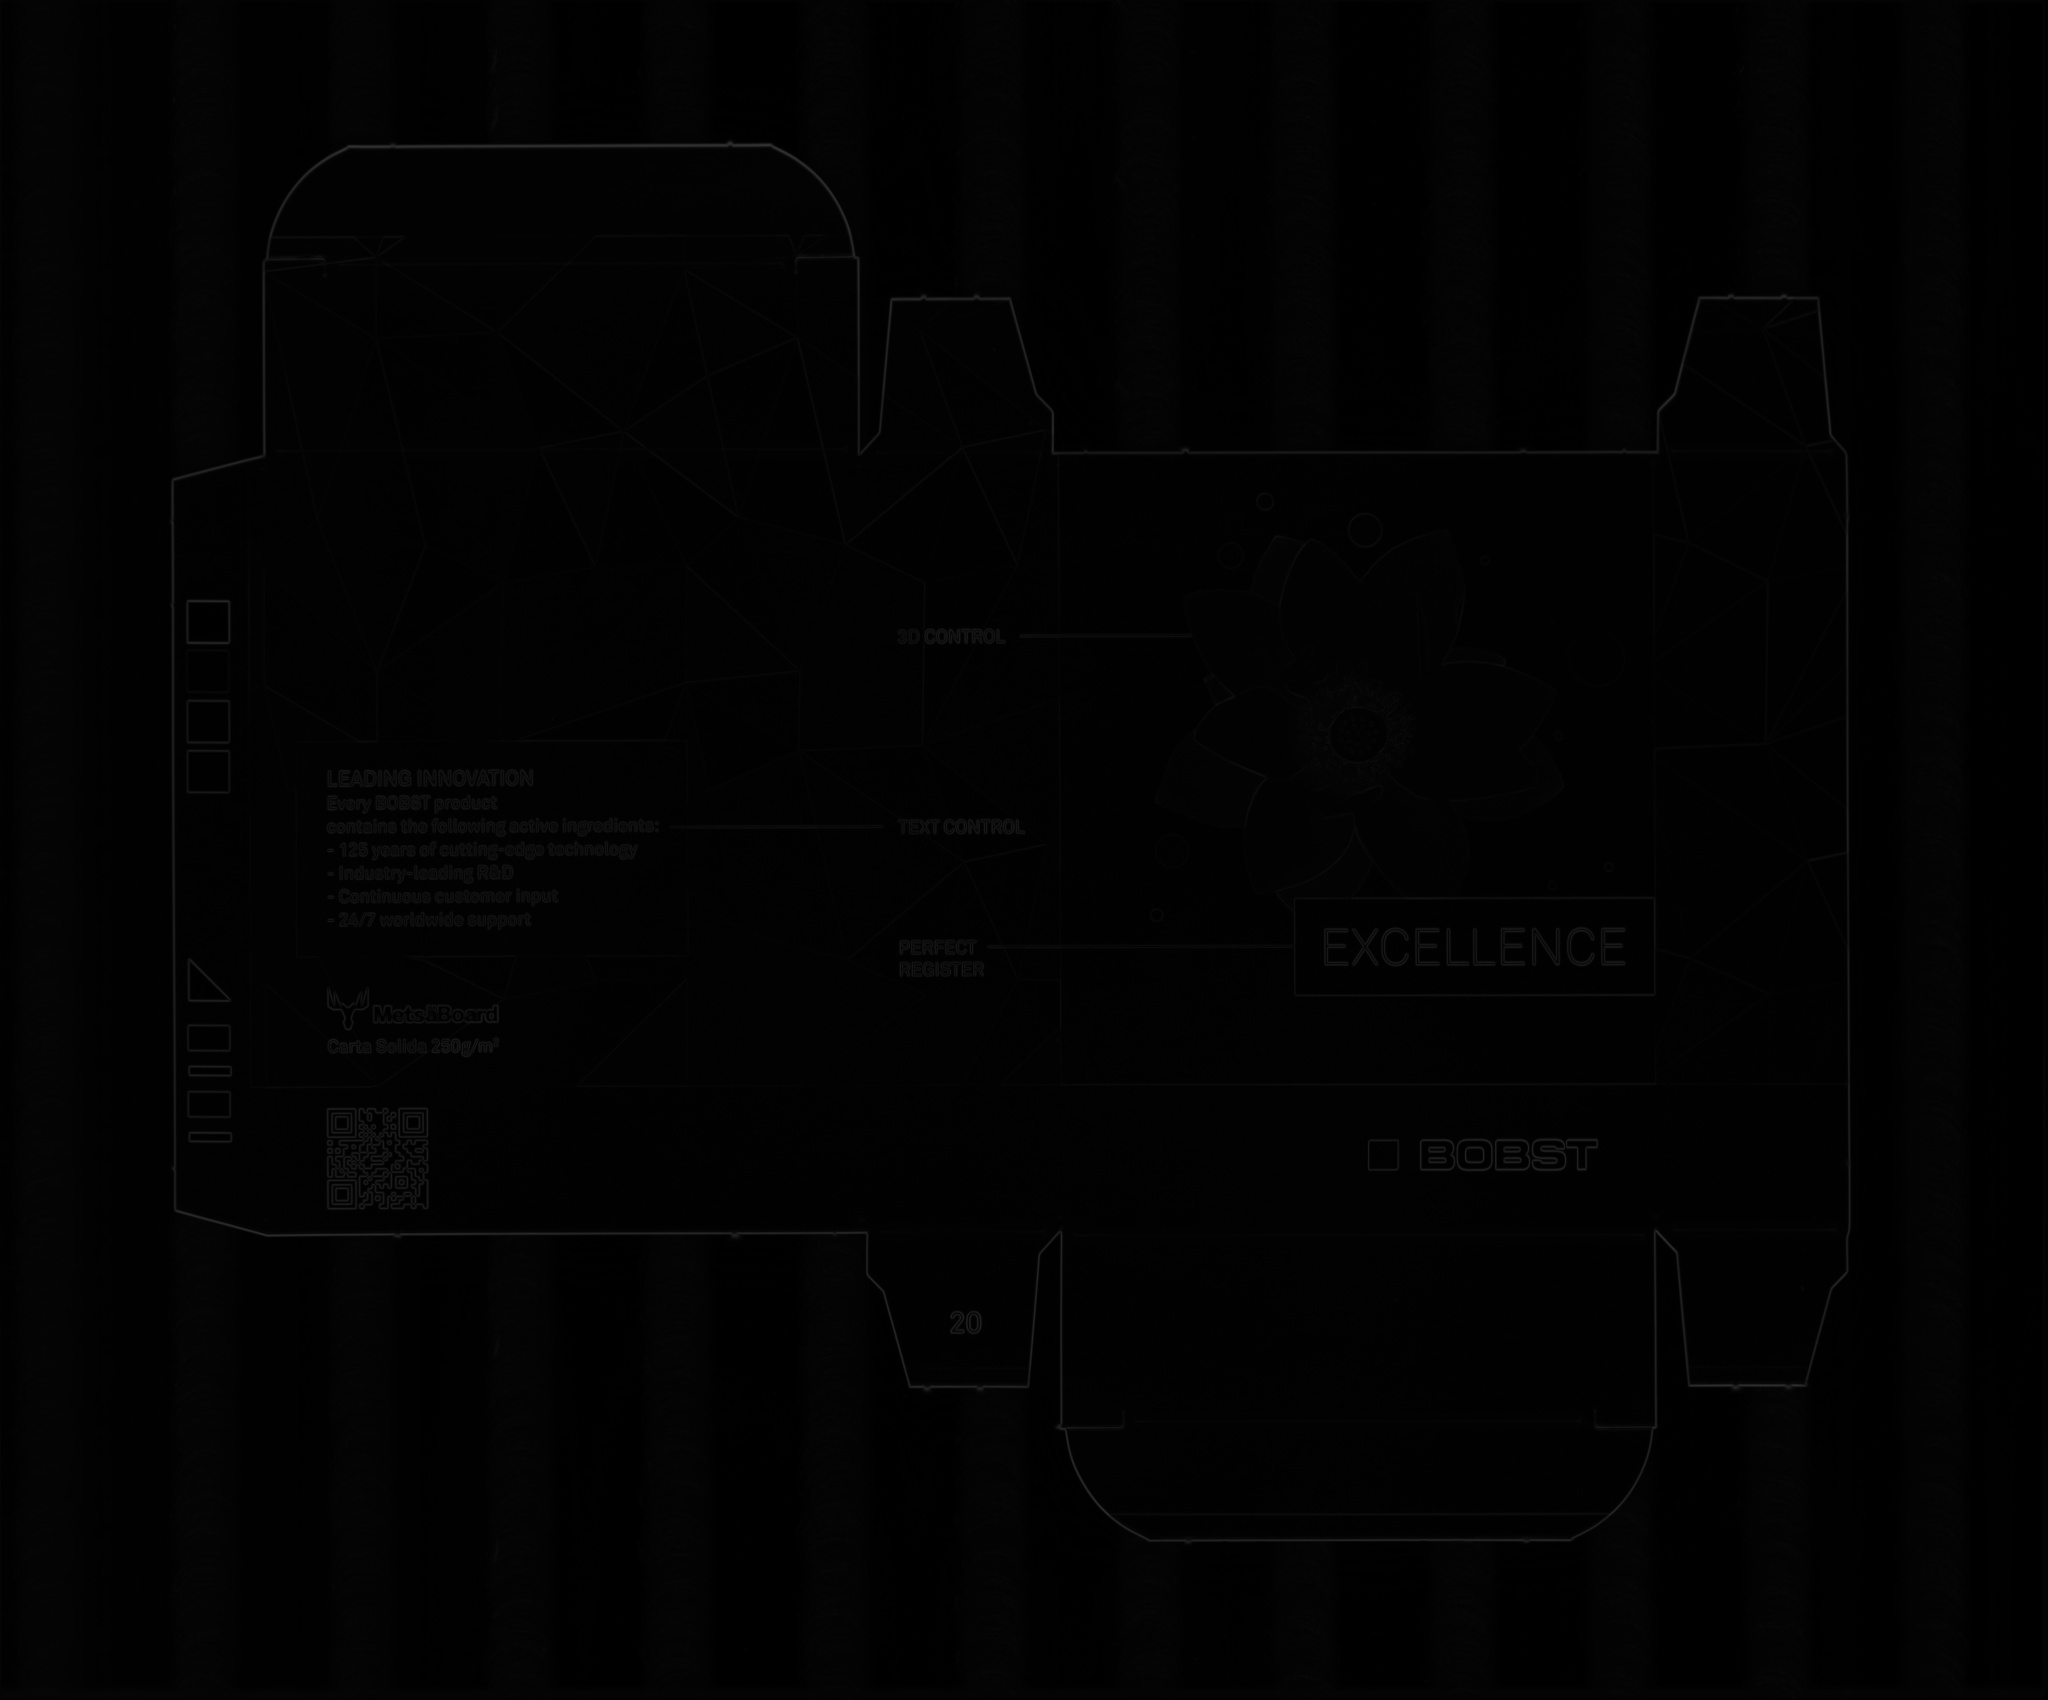 3D CONTROL
LEADING INNOVATION
Every BOBST product
contains the following active ingredients:
- 125 years of cutting-edge technology
- Industry-leading R&D
- Continuous customer input
- 24/7 worldwide support
TEXT CONTROL
PERFECT
REGISTER
EXCELLENCE
MetsäBoard
Carta Solida 250g/m²
BOBST
20